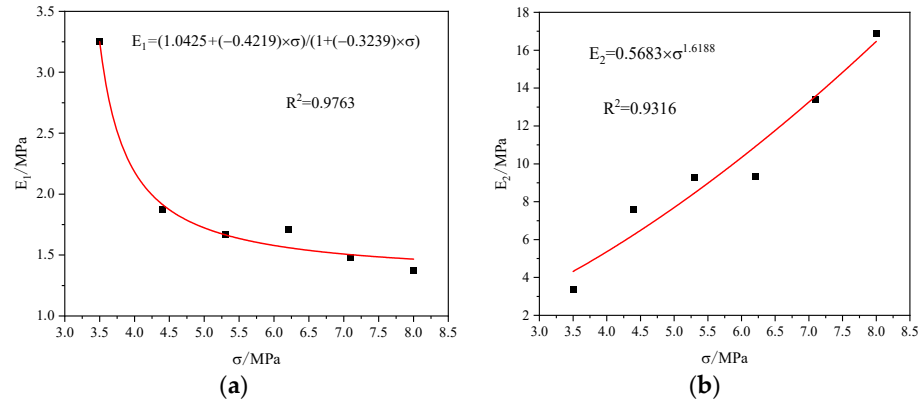 E₁=(1.0425+(−0.4219)×σ)/(1+(−0.3239)×σ)
R²=0.9763
3.5
3.0
2.5
2.0
1.5
1.0
E₁/MPa
3.0 3.5 4.0 4.5 5.0 5.5 6.0 6.5 7.0 7.5 8.0 8.5
σ/MPa
(a)
E₂=0.5683×σ^1.6188
R²=0.9316
18
16
14
12
10
8
6
4
2
E₂/MPa
3.0 3.5 4.0 4.5 5.0 5.5 6.0 6.5 7.0 7.5 8.0 8.5
σ/MPa
(b)